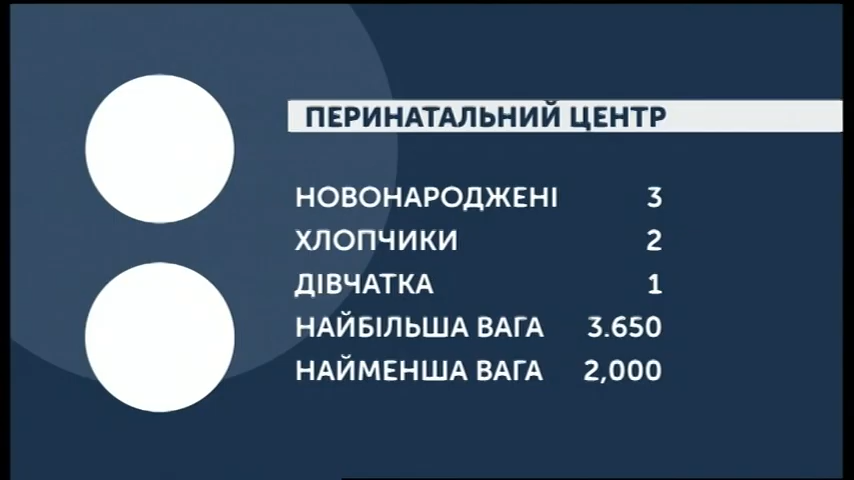 ПЕРИНАТАЛЬНИЙ ЦЕНТР
НОВОНАРОДЖЕНІ 3
ХЛОПЧИКИ 2
ДІВЧАТКА 1
НАЙБІЛЬША ВАГА 3.650
НАЙМЕНША ВАГА 2,000